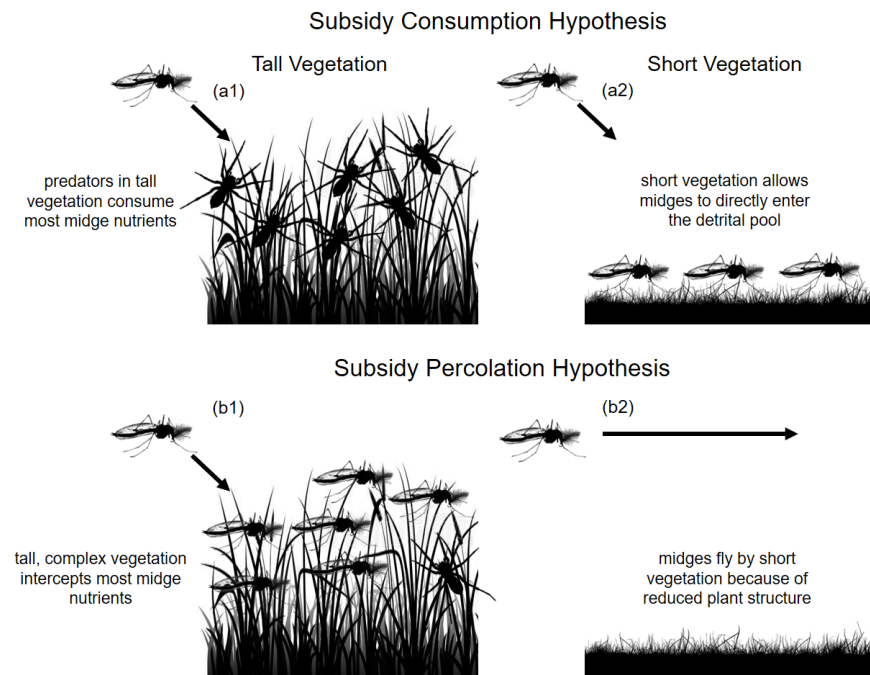 Subsidy Consumption Hypothesis
Tall Vegetation
Short Vegetation
(a1)
(a2)
predators in tall
vegetation consume
most midge nutrients
short vegetation allows
midges to directly enter
the detrital pool
Subsidy Percolation Hypothesis
(b1)
(b2)
tall, complex vegetation
intercepts most midge
nutrients
midges fly by short
vegetation because of
reduced plant structure